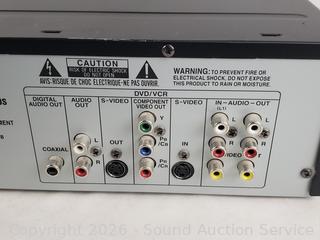 CAUTION
RISK OF ELECTRIC SHOCK
DO NOT OPEN
AVIS-RISQUE DE CHOC ELECTRIQUE-NE PAS OUVRIR
WARNING: TO PREVENT FIRE OR
ELECTRICAL SHOCK, DO NOT EXPOSE
THIS PRODUCT TO RAIN OR MOISTURE.
DVD/VCR
DIGITAL
AUDIO OUT
AUDIO
OUT
S-VIDEO
COMPONENT
VIDEO OUT
S-VIDEO
IN-AUDIO-OUT
(L1)
L
Y
L
L
OUT
PB
/CB
IN
R
R
COAXIAL
R
PR
/CR
Copyright 2026 - Sound Auction Service